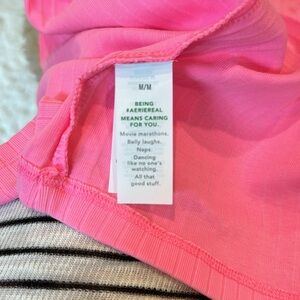 M/M
BEING
#AERIEREAL
MEANS CARING
FOR YOU.
Movie marathons.
Belly laughs.
Naps.
Dancing
like no one's
watching.
All that
good stuff.